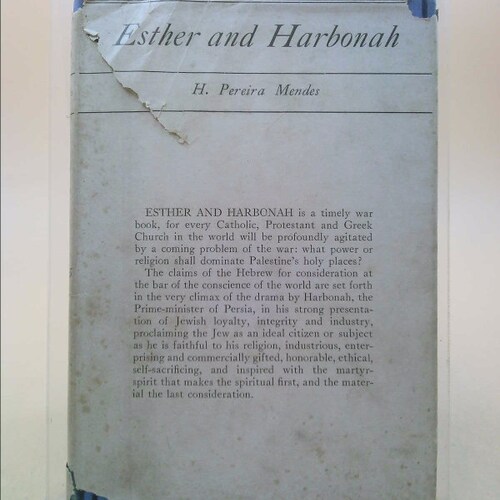 Esther and Harbonah
H. Pereira Mendes
ESTHER AND HARBONAH is a timely war
book, for every Catholic, Protestant and Greek
Church in the world will be profoundly agitated
by a coming problem of the war: what power or
religion shall dominate Palestine's holy places?
The claims of the Hebrew for consideration at
the bar of the conscience of the world are set forth
in the very climax of the drama by Harbonah, the
Prime-minister of Persia, in his strong presenta-
tion of Jewish loyalty, integrity and industry,
proclaiming the Jew as an ideal citizen or subject
as he is faithful to his religion, industrious, enter-
prising and commercially gifted, honorable, ethical,
self-sacrificing, and inspired with the martyr-
spirit that makes the spiritual first, and the mater-
ial the last consideration.